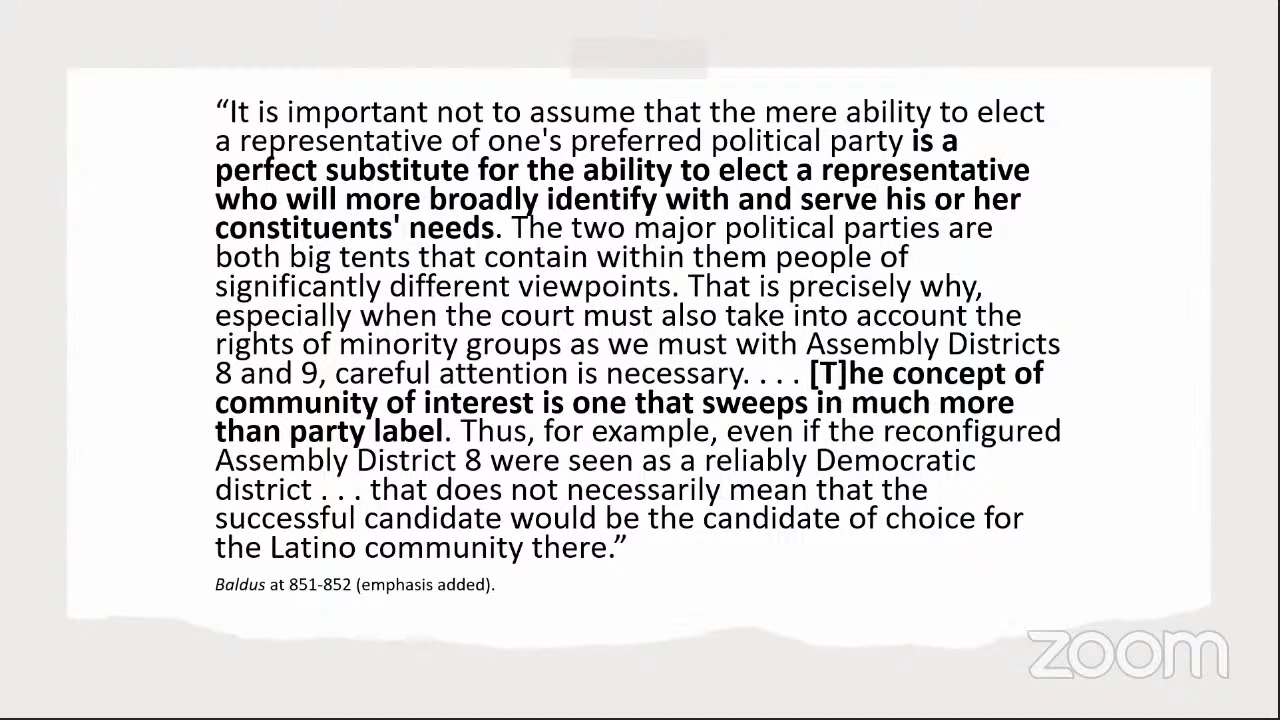 “It is important not to assume that the mere ability to elect
a representative of one's preferred political party is a
perfect substitute for the ability to elect a representative
who will more broadly identify with and serve his or her
constituents' needs. The two major political parties are
both big tents that contain within them people of
significantly different viewpoints. That is precisely why,
especially when the court must also take into account the
rights of minority groups as we must with Assembly Districts
8 and 9, careful attention is necessary. . . . [T]he concept of
community of interest is one that sweeps in much more
than party label. Thus, for example, even if the reconfigured
Assembly District 8 were seen as a reliably Democratic
district . . . that does not necessarily mean that the
successful candidate would be the candidate of choice for
the Latino community there.”
Baldus at 851-852 (emphasis added).
zoom